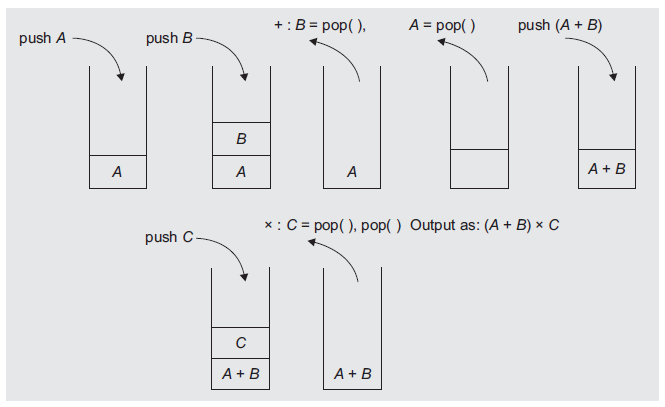 push A
push B
+ : B = pop( ),
A = pop( )
push (A + B)
A
B
A
A
A + B
push C
× : C = pop( ), pop( ) Output as: (A + B) × C
C
A + B
A + B